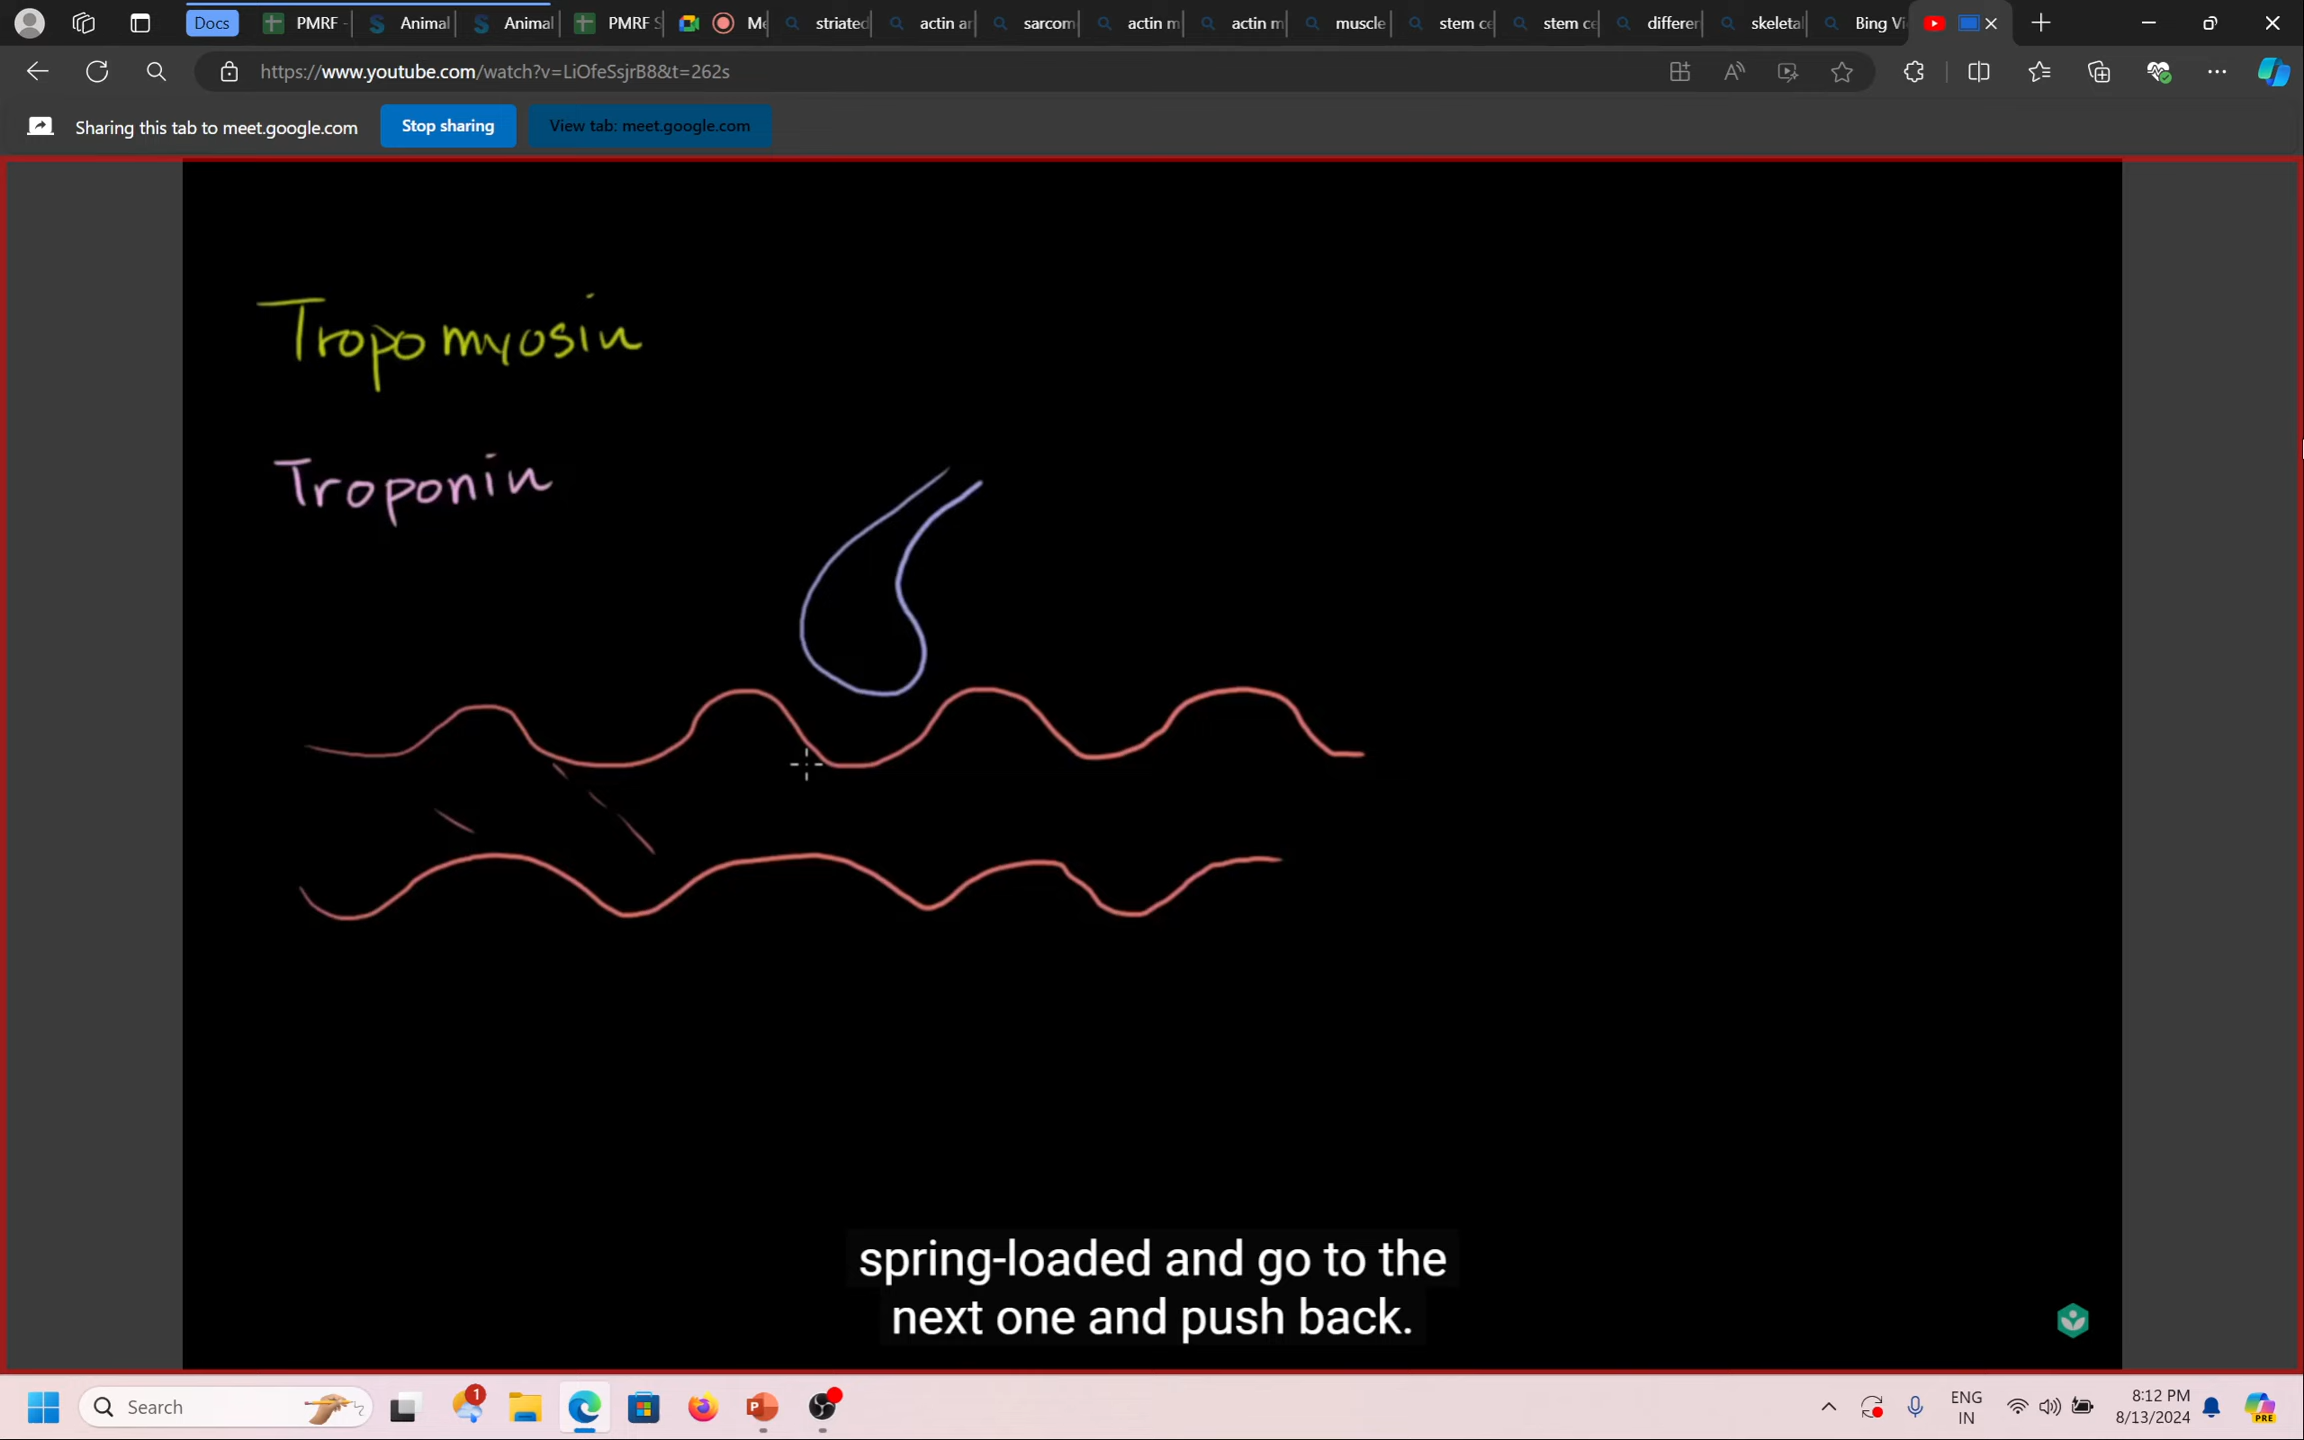 Docs PMRF - Animal Animal PMRF S Me striated actin ar sarcom actin m actin m muscle stem ce stem ce differer skeletal Bing Vi
https://www.youtube.com/watch?v=LiOfeSsjrB8&t=262s
Sharing this tab to meet.google.com Stop sharing View tab: meet.google.com
Tropomyosin
Troponin
spring-loaded and go to the
next one and push back.
Search 1 ENG 8:12 PM
IN 8/13/2024 PRE